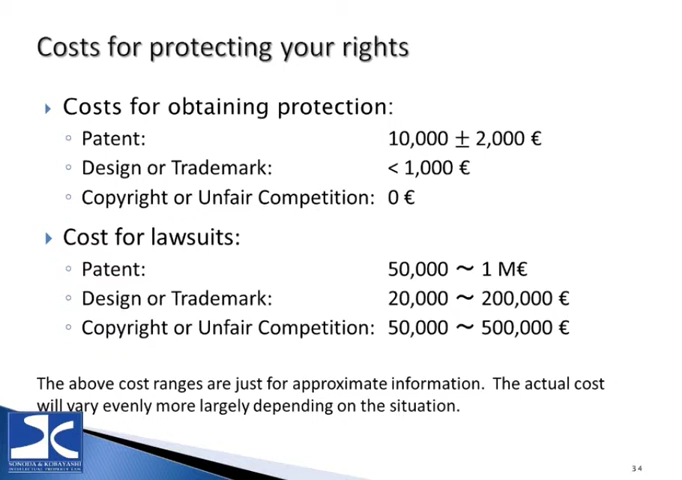 Costs for protecting your rights
Costs for obtaining protection:
Patent: 10,000 ± 2,000 €
Design or Trademark: < 1,000 €
Copyright or Unfair Competition: 0 €
Cost for lawsuits:
Patent: 50,000 ～ 1 M€
Design or Trademark: 20,000 ～ 200,000 €
Copyright or Unfair Competition: 50,000 ～ 500,000 €
The above cost ranges are just for approximate information. The actual cost
will vary evenly more largely depending on the situation.
SONODA & KOBAYASHI
INTELLECTUAL PROPERTY LAW
34